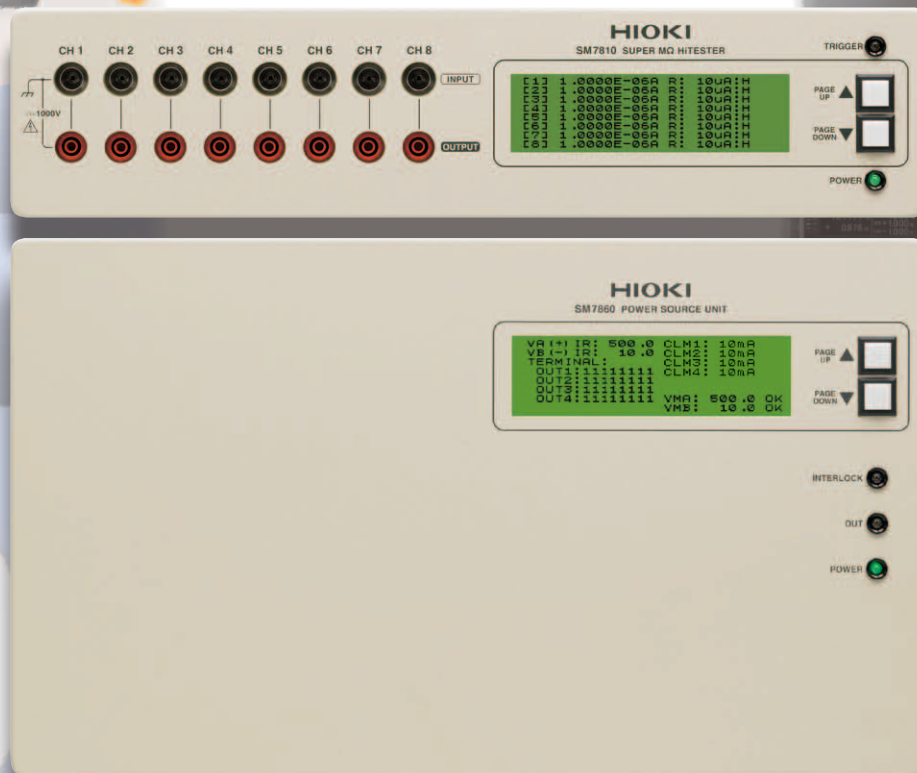 HIOKI
SM7810 SUPER MΩ HiTESTER
CH 1 CH 2 CH 3 CH 4 CH 5 CH 6 CH 7 CH 8
TRIGGER
INPUT
⎓1000V
OUTPUT
[1] 1.0000E-06A R: 10uA:H
[2] 1.0000E-06A R: 10uA:H
[3] 1.0000E-06A R: 10uA:H
[4] 1.0000E-06A R: 10uA:H
[5] 1.0000E-06A R: 10uA:H
[6] 1.0000E-06A R: 10uA:H
[7] 1.0000E-06A R: 10uA:H
[8] 1.0000E-06A R: 10uA:H
PAGE
UP ▲
PAGE
DOWN ▼
POWER
HIOKI
SM7860 POWER SOURCE UNIT
VA(+)IR: 500.0 CLM1: 10mA
VB(-)IR: 10.0 CLM2: 10mA
TERMINAL: CLM3: 10mA
OUT1:11111111 CLM4: 10mA
OUT2:11111111
OUT3:11111111
OUT4:11111111 VMA: 500.0 OK
VMB: 10.0 OK
PAGE
UP ▲
PAGE
DOWN ▼
INTERLOCK
OUT
POWER